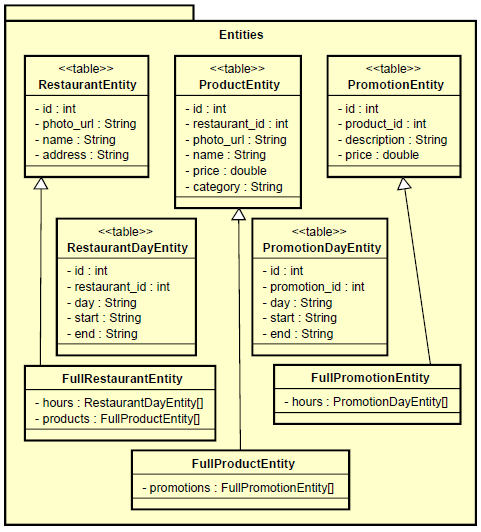 Entities
<<table>>
RestaurantEntity
- id : int
- photo_url : String
- name : String
- address : String
<<table>>
ProductEntity
- id : int
- restaurant_id : int
- photo_url : String
- name : String
- price : double
- category : String
<<table>>
PromotionEntity
- id : int
- product_id : int
- description : String
- price : double
<<table>>
RestaurantDayEntity
- id : int
- restaurant_id : int
- day : String
- start : String
- end : String
<<table>>
PromotionDayEntity
- id : int
- promotion_id : int
- day : String
- start : String
- end : String
FullRestaurantEntity
- hours : RestaurantDayEntity[]
- products : FullProductEntity[]
FullPromotionEntity
- hours : PromotionDayEntity[]
FullProductEntity
- promotions : FullPromotionEntity[]